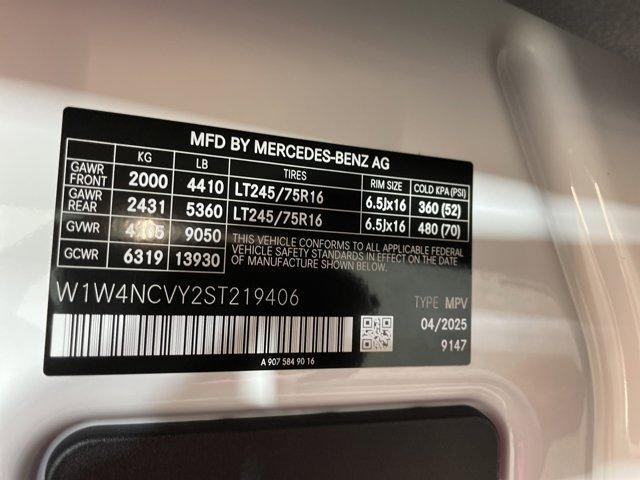 MFD BY MERCEDES-BENZ AG
KG LB TIRES RIM SIZE COLD KPA (PSI)
GAWR FRONT 2000 4410 LT245/75R16 6.5Jx16 360 (52)
GAWR REAR 2431 5360 LT245/75R16 6.5Jx16 480 (70)
GVWR 9050
GCWR 6319 13930
THIS VEHICLE CONFORMS TO ALL APPLICABLE FEDERAL
VEHICLE SAFETY STANDARDS IN EFFECT ON THE DATE
OF MANUFACTURE SHOWN ABOVE.
W1W4NCVY2ST219406
TYPE MPV
04/2025
9147
A 907 584 90 16